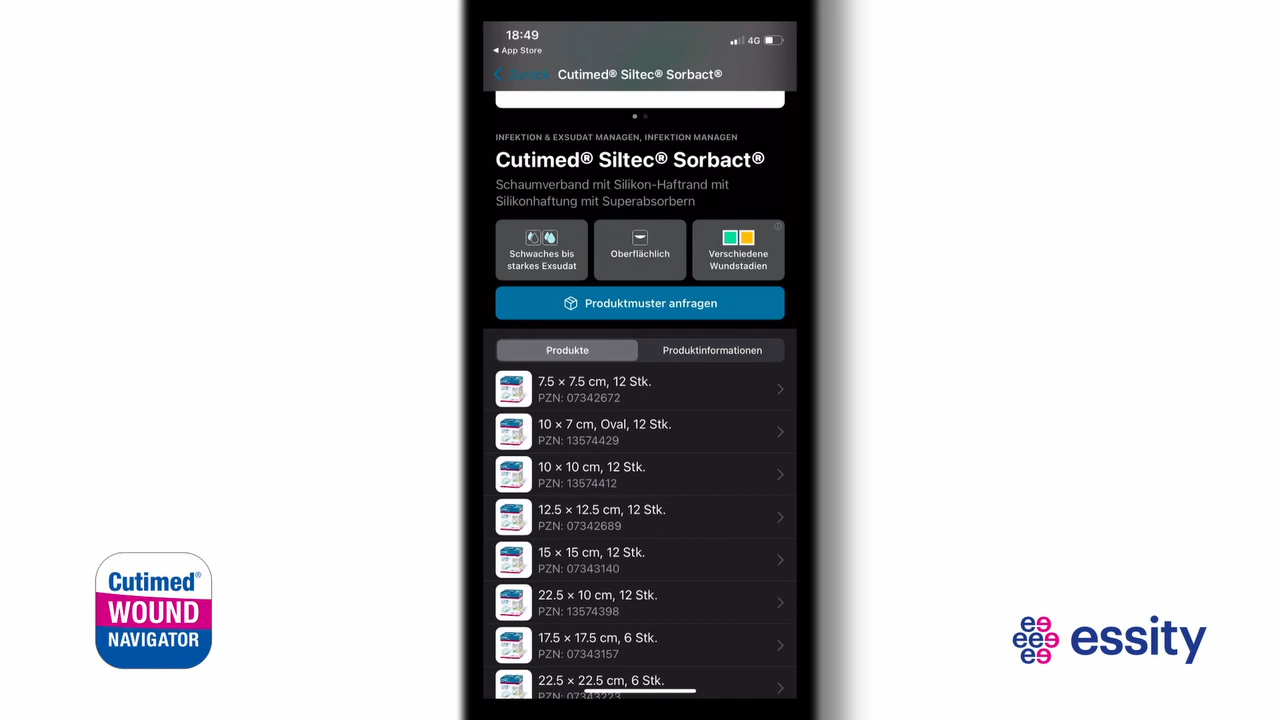 18:49
4G
◀ App Store
Zurück
Cutimed® Siltec® Sorbact®
INFEKTION & EXSUDAT MANAGEN, INFEKTION MANAGEN
Cutimed® Siltec® Sorbact®
Schaumverband mit Silikon-Haftrand mit
Silikonhaftung mit Superabsorbern
Schwaches bis
starkes Exsudat
Oberflächlich
Verschiedene
Wundstadien
Produktmuster anfragen
Produkte
Produktinformationen
7.5 × 7.5 cm, 12 Stk.
PZN: 07342672
10 × 7 cm, Oval, 12 Stk.
PZN: 13574429
10 × 10 cm, 12 Stk.
PZN: 13574412
12.5 × 12.5 cm, 12 Stk.
PZN: 07342689
15 × 15 cm, 12 Stk.
PZN: 07343140
22.5 × 10 cm, 12 Stk.
PZN: 13574398
17.5 × 17.5 cm, 6 Stk.
PZN: 07343157
22.5 × 22.5 cm, 6 Stk.
PZN:
Cutimed®
WOUND
NAVIGATOR
essity